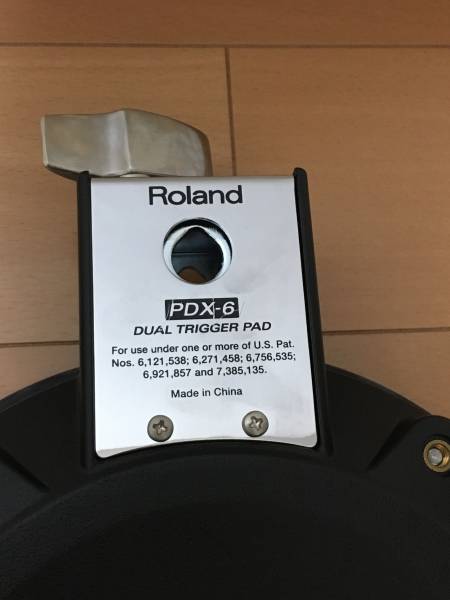 Roland
PDX-6
DUAL TRIGGER PAD
For use under one or more of U.S. Pat.
Nos. 6,121,538; 6,271,458; 6,756,535;
6,921,857 and 7,385,135.
Made in China